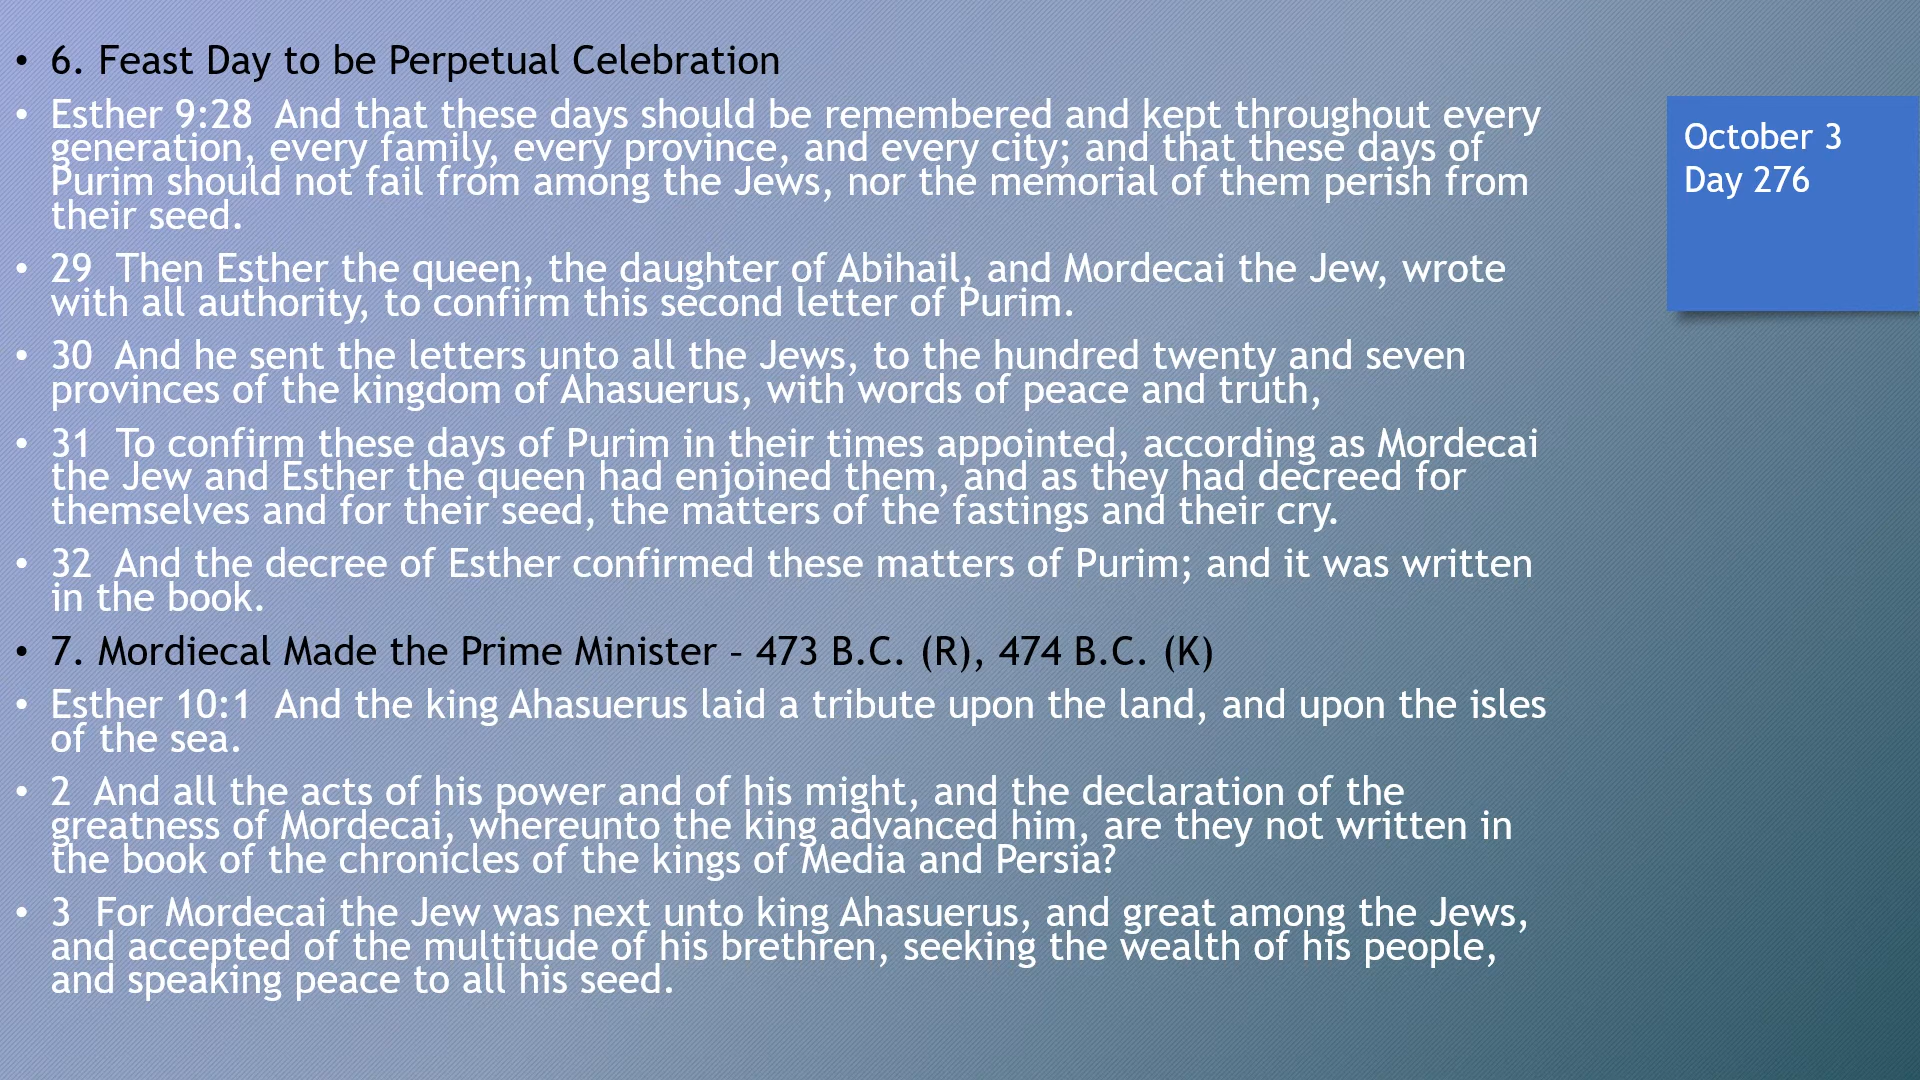 • 6. Feast Day to be Perpetual Celebration
• Esther 9:28  And that these days should be remembered and kept throughout every
generation, every family, every province, and every city; and that these days of
Purim should not fail from among the Jews, nor the memorial of them perish from
their seed.
• 29  Then Esther the queen, the daughter of Abihail, and Mordecai the Jew, wrote
with all authority, to confirm this second letter of Purim.
• 30  And he sent the letters unto all the Jews, to the hundred twenty and seven
provinces of the kingdom of Ahasuerus, with words of peace and truth,
• 31  To confirm these days of Purim in their times appointed, according as Mordecai
the Jew and Esther the queen had enjoined them, and as they had decreed for
themselves and for their seed, the matters of the fastings and their cry.
• 32  And the decree of Esther confirmed these matters of Purim; and it was written
in the book.
• 7. Mordiecal Made the Prime Minister – 473 B.C. (R), 474 B.C. (K)
• Esther 10:1  And the king Ahasuerus laid a tribute upon the land, and upon the isles
of the sea.
• 2  And all the acts of his power and of his might, and the declaration of the
greatness of Mordecai, whereunto the king advanced him, are they not written in
the book of the chronicles of the kings of Media and Persia?
• 3  For Mordecai the Jew was next unto king Ahasuerus, and great among the Jews,
and accepted of the multitude of his brethren, seeking the wealth of his people,
and speaking peace to all his seed.
October 3
Day 276